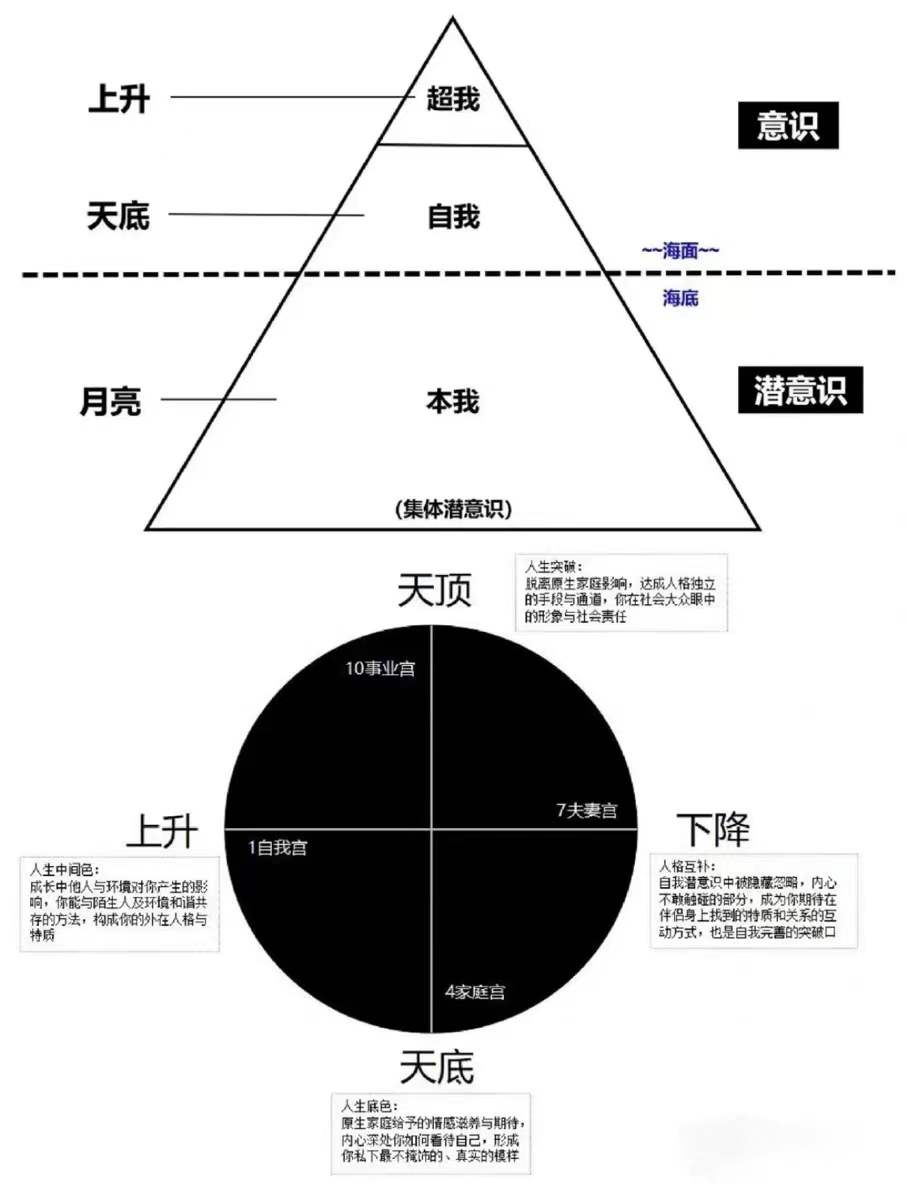 上升
超我
意识
天底
自我
~~海面~~
海底
月亮
本我
潜意识
(集体潜意识)
天顶
人生突破:
脱离原生家庭影响，达成人格独立
的手段与通道，你在社会大众眼中
的形象与社会责任
10事业宫
7夫妻宫
上升
1自我宫
下降
人生中间色:
成长中他人与环境对你产生的影
响，你能与陌生人及环境和谐共
存的方法，构成你的外在人格与
特质
人格互补:
自我潜意识中被隐藏忽略，内心
不敢触碰的部分，成为你期待在
伴侣身上找到的特质和关系的互
动方式，也是自我完善的突破口
4家庭宫
天底
人生底色:
原生家庭给予的情感滋养与期待，
内心深处你如何看待自己，形成
你私下最不掩饰的、真实的模样